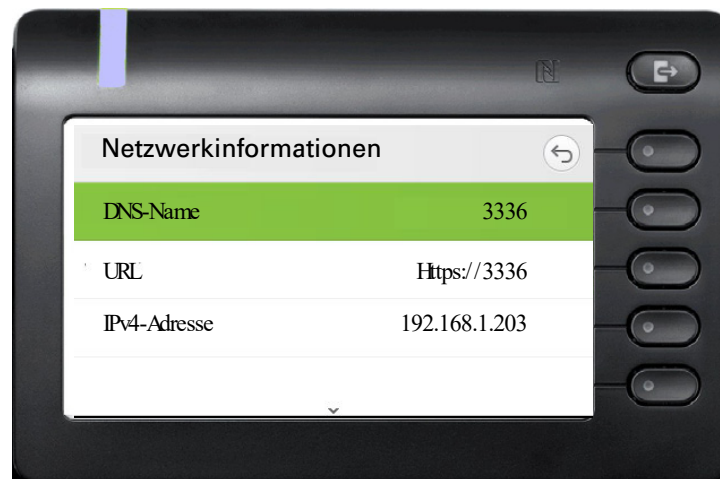 Netzwerkinformationen
DNS-Name 3336
URL Https://3336
IPv4-Adresse 192.168.1.203